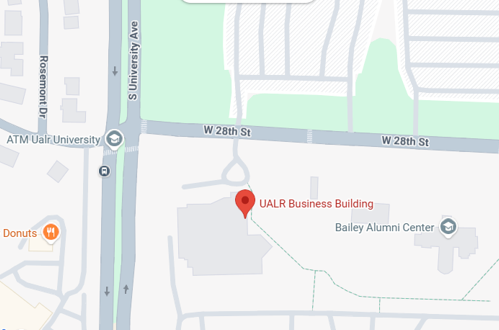 S University Ave
Rosemont Dr
ATM Ualr University
W 28th St
W 28th St
UALR Business Building
Bailey Alumni Center
Donuts